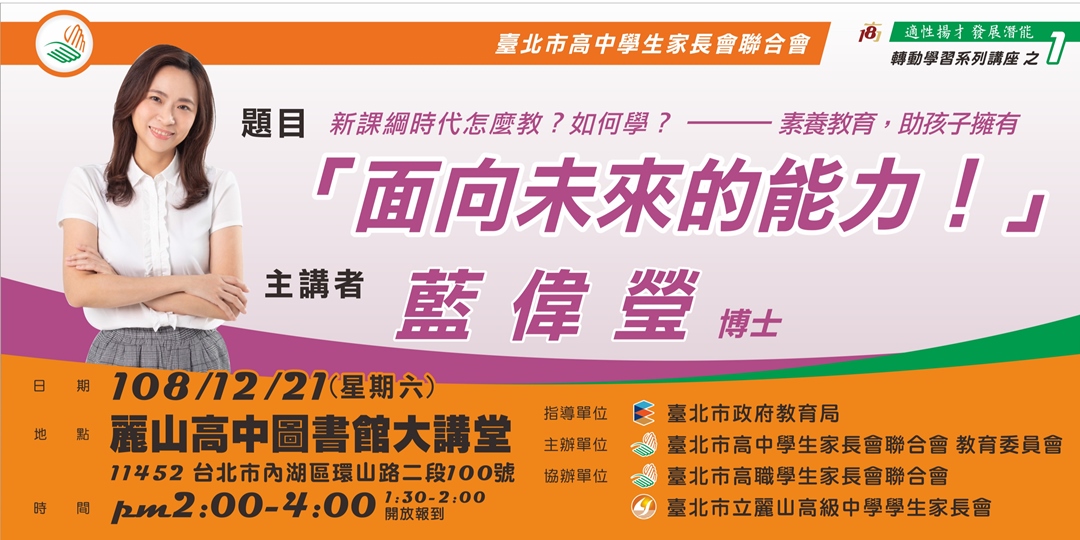 臺北市高中學生家長會聯合會
181 適性揚才 發展潛能
轉動學習系列講座 之 1
題目 新課綱時代怎麼教？如何學？ ——— 素養教育，助孩子擁有
「面向未來的能力！」
主講者 藍偉瑩 博士
日期 108/12/21(星期六)
地點 麗山高中圖書館大講堂
11452 台北市內湖區環山路二段100號
時間 pm2:00-4:00 1:30-2:00
開放報到
指導單位 臺北市政府教育局
主辦單位 臺北市高中學生家長會聯合會 教育委員會
協辦單位 臺北市高職學生家長會聯合會
臺北市立麗山高級中學學生家長會